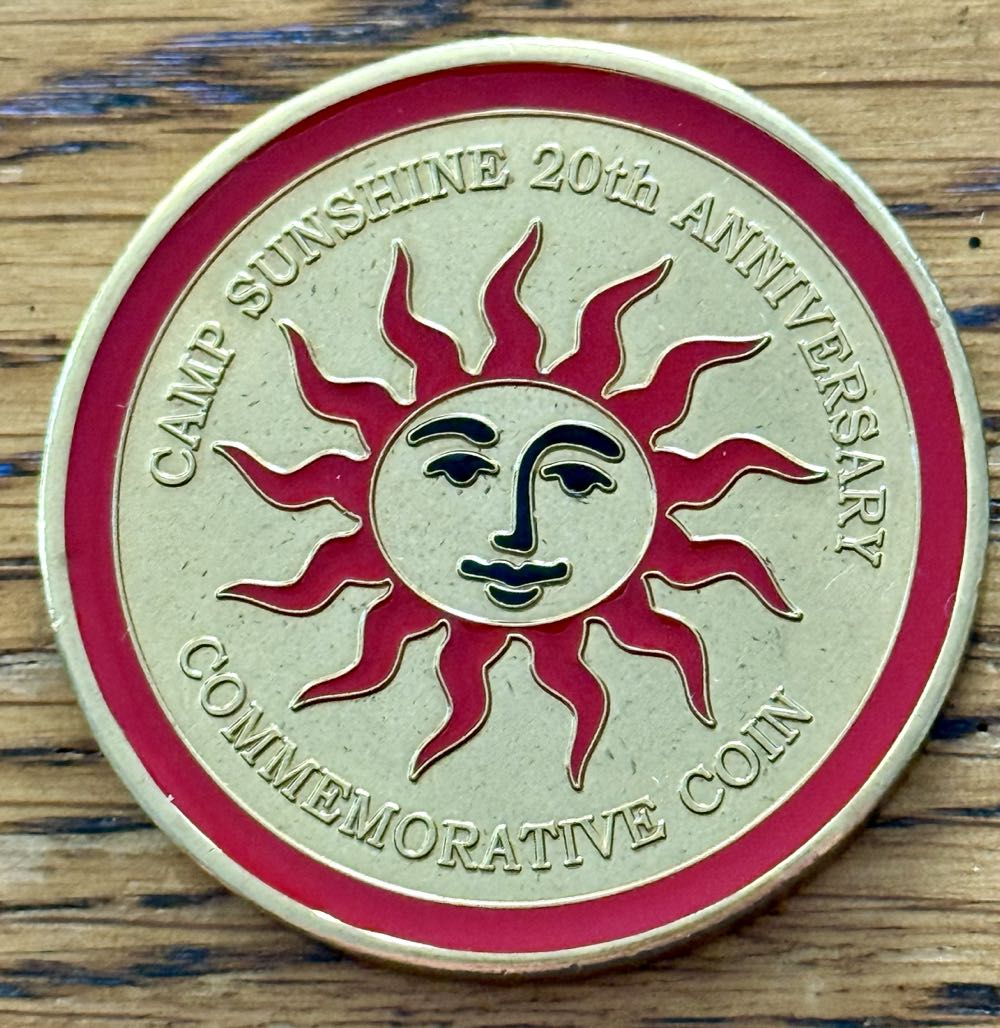 CAMP SUNSHINE 20th ANNIVERSARY
COMMEMORATIVE COIN